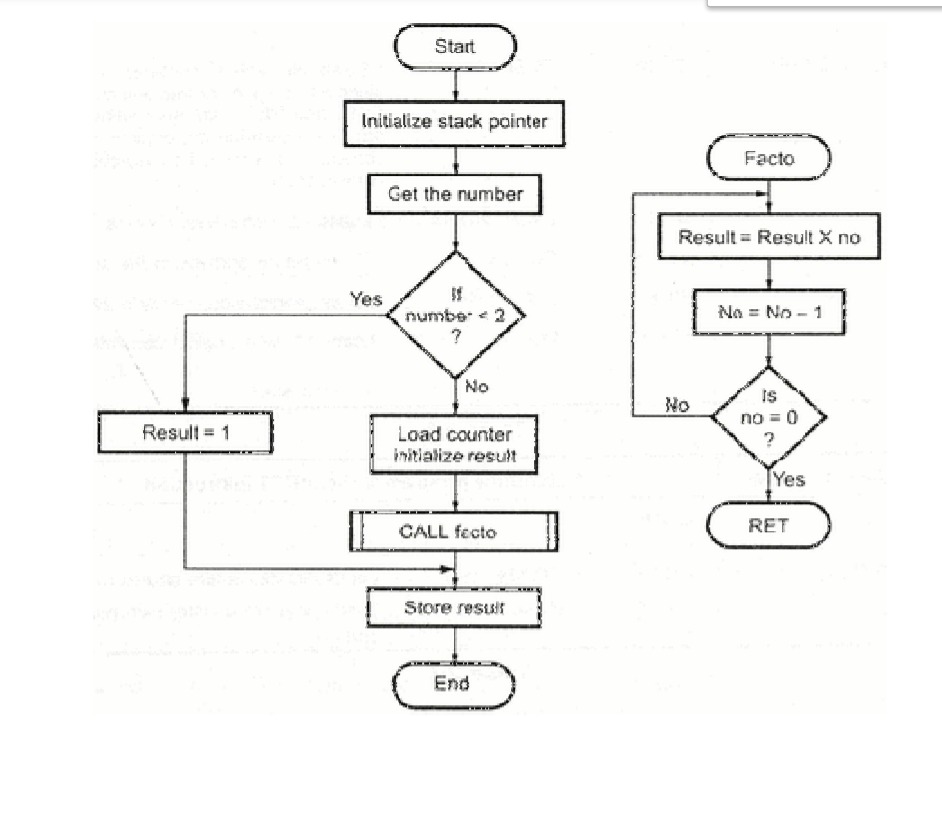 Start
Initialize stack pointer
Get the number
If
number < 2
?
Yes
No
Result = 1
Load counter
initialize result
CALL facto
Store result
End
Facto
Result = Result X no
No = No – 1
Is
no = 0
?
No
Yes
RET